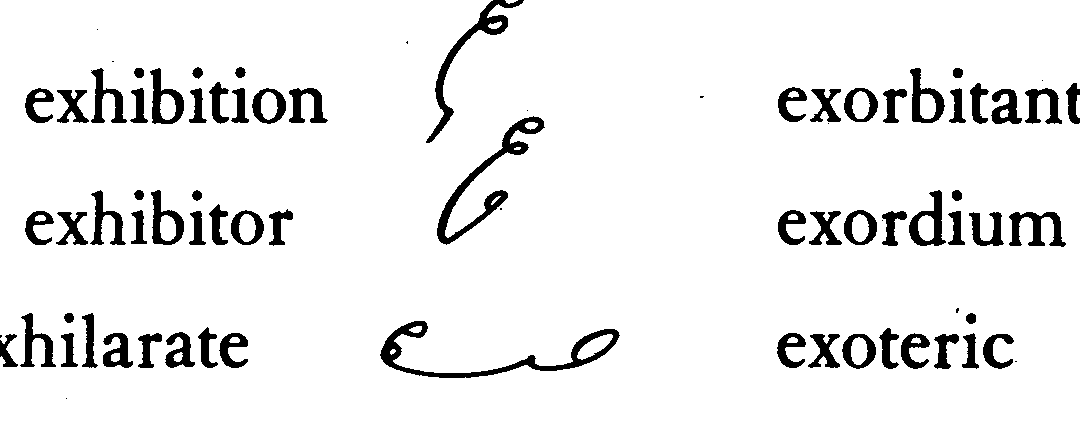 exhibition exorbitant
exhibitor exordium
xhilarate exoteric